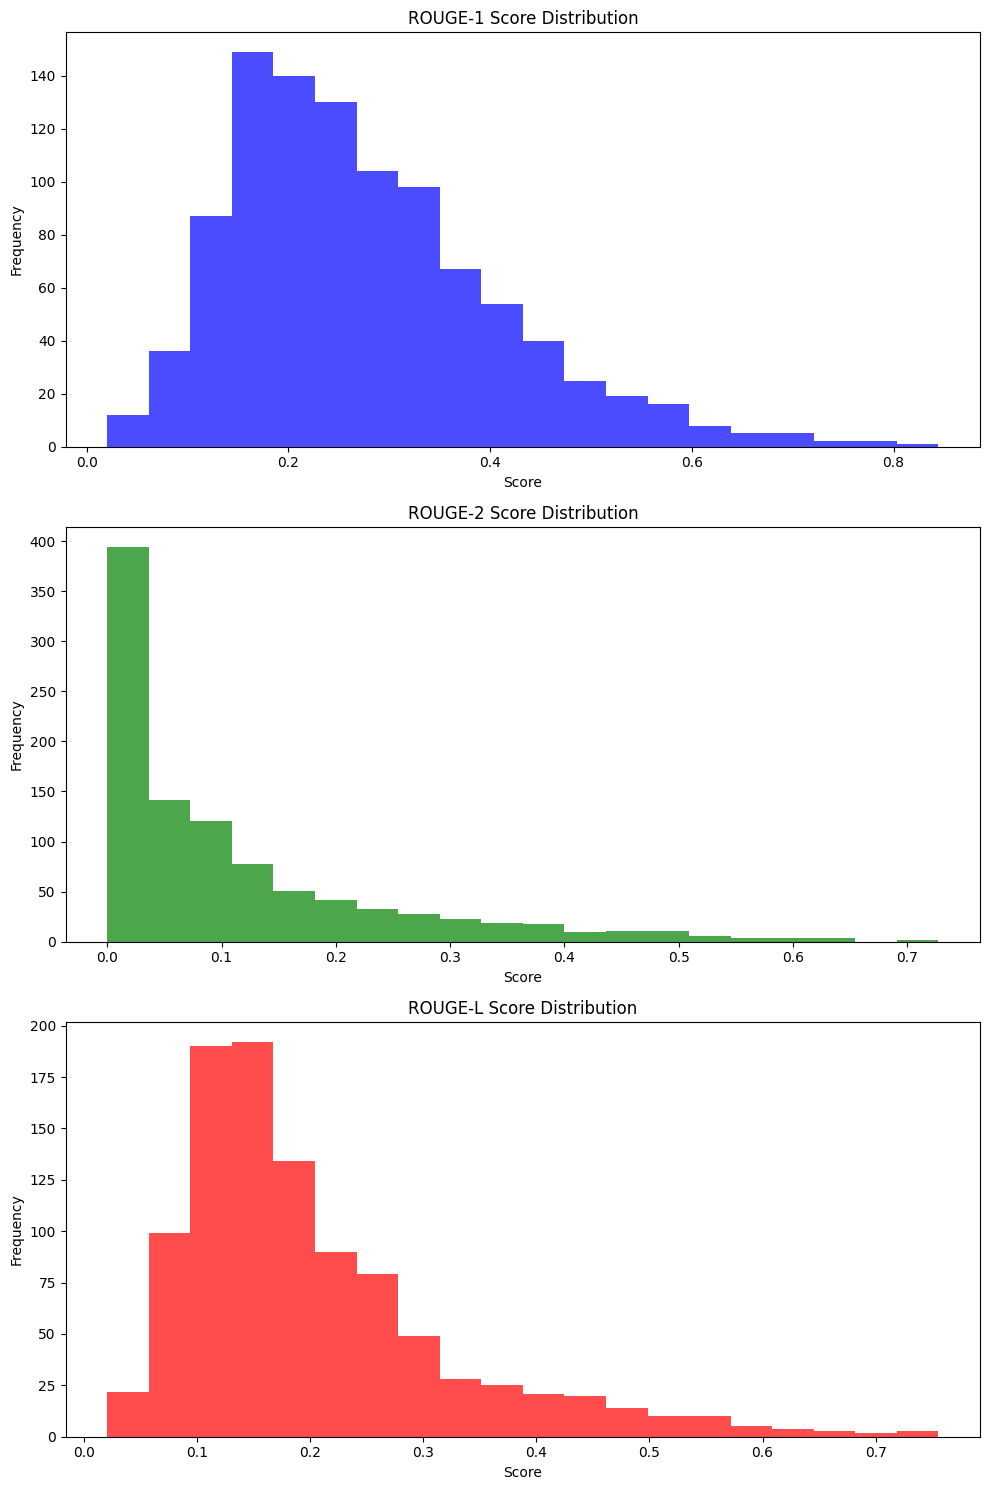 ROUGE-1 Score Distribution
140
120
100
80
60
40
20
0
Frequency
0.0 0.2 0.4 0.6 0.8
Score
ROUGE-2 Score Distribution
400
350
300
250
200
150
100
50
0
Frequency
0.0 0.1 0.2 0.3 0.4 0.5 0.6 0.7
Score
ROUGE-L Score Distribution
200
175
150
125
100
75
50
25
0
Frequency
0.0 0.1 0.2 0.3 0.4 0.5 0.6 0.7
Score